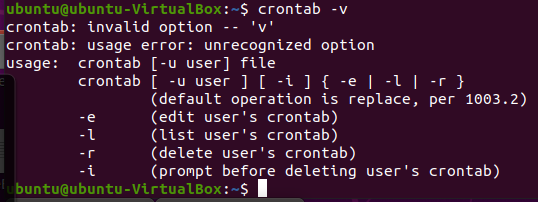 ubuntu@ubuntu-VirtualBox:~$ crontab -v
crontab: invalid option -- 'v'
crontab: usage error: unrecognized option
usage:  crontab [-u user] file
        crontab [ -u user ] [ -i ] { -e | -l | -r }
                (default operation is replace, per 1003.2)
        -e      (edit user's crontab)
        -l      (list user's crontab)
        -r      (delete user's crontab)
        -i      (prompt before deleting user's crontab)
ubuntu@ubuntu-VirtualBox:~$